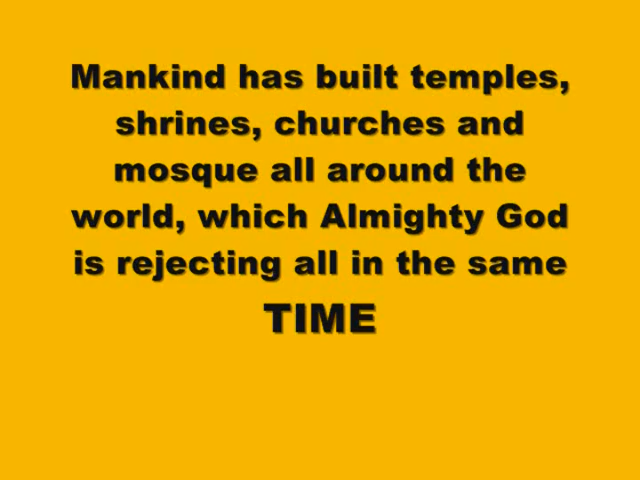 Mankind has built temples,
shrines, churches and
mosque all around the
world, which Almighty God
is rejecting all in the same
TIME